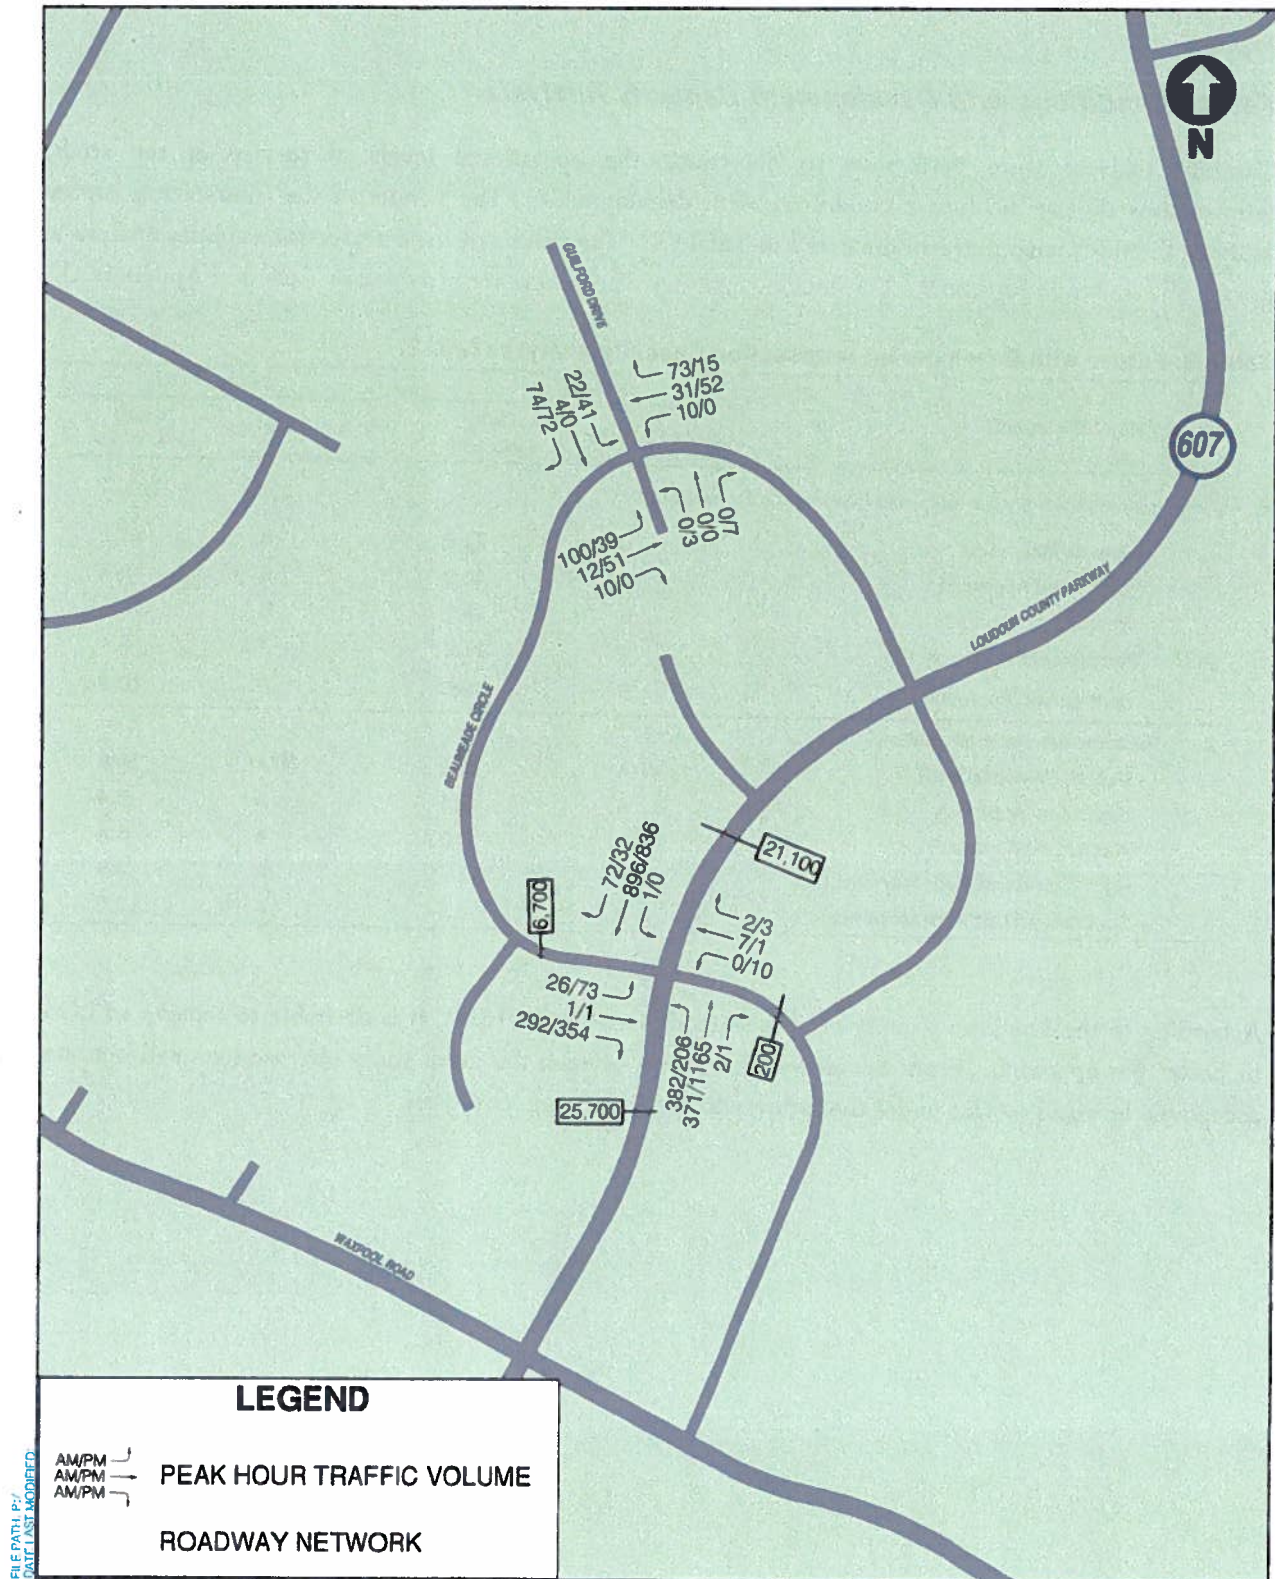 N
GUILFORD DRIVE
73/15
31/52
10/0
22/41
4/0
74/72
607
0/3
0/0
0/7
100/39
12/51
10/0
LOUDOUN COUNTY PARKWAY
BEAUMEADE CIRCLE
72/32
896/836
1/0
21,100
6,700
2/3
7/1
0/10
26/73
1/1
292/354
382/206
371/1165
2/1
200
25,700
WAXPOOL ROAD
LEGEND
AM/PM
AM/PM
AM/PM
PEAK HOUR TRAFFIC VOLUME
ROADWAY NETWORK
FILE PATH: P:/
DATE LAST MODIFIED: